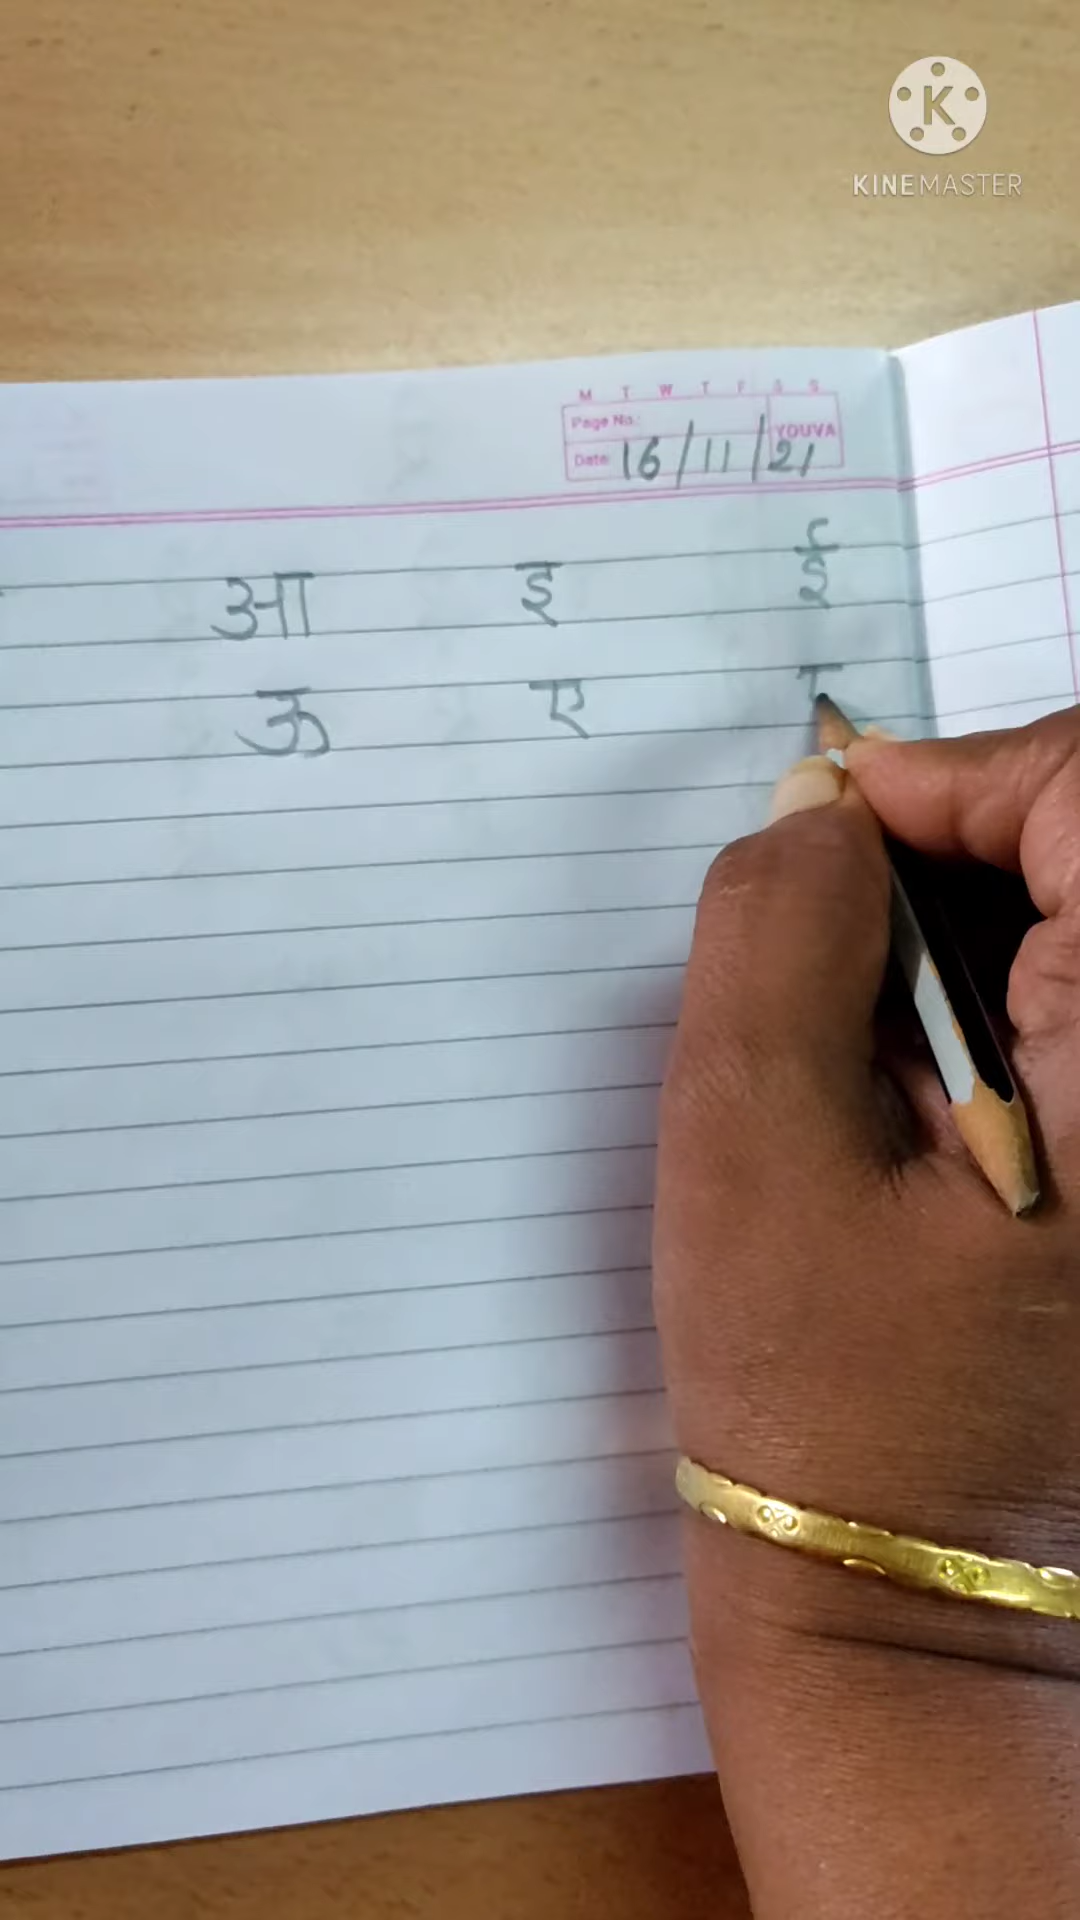 KINEMASTER
M T W T F S S
Page No.:
YOUVA
Date: 16/11/21
आ इ ई
ऊ ए